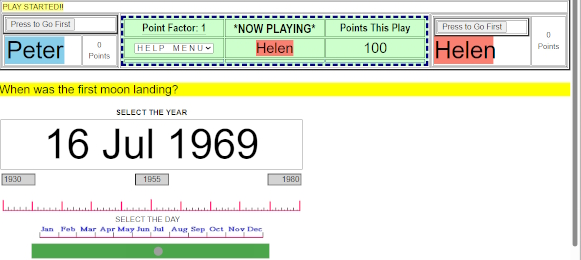 PLAY STARTED!!
Press to Go First
Peter
0
Points
Point Factor: 1
*NOW PLAYING*
Points This Play
HELP MENU
Helen
100
Press to Go First
Helen
0
Points
When was the first moon landing?
SELECT THE YEAR
16 Jul 1969
1930
1955
1980
SELECT THE DAY
Jan Feb Mar Apr May Jun Jul Aug Sep Oct Nov Dec